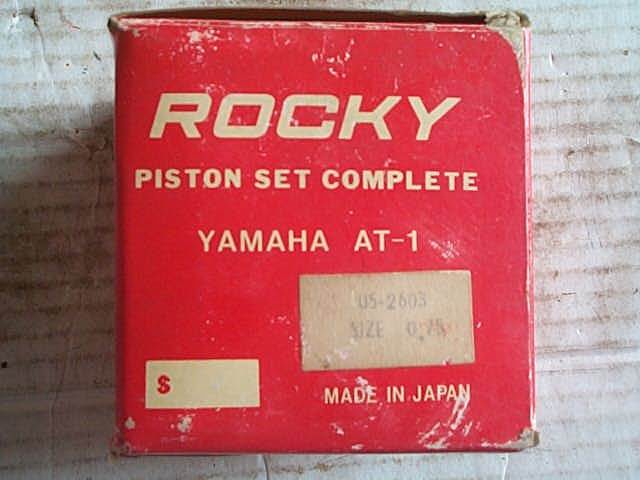 ROCKY
PISTON SET COMPLETE
YAMAHA AT-1
05-2603
SIZE 0.75
$
MADE IN JAPAN